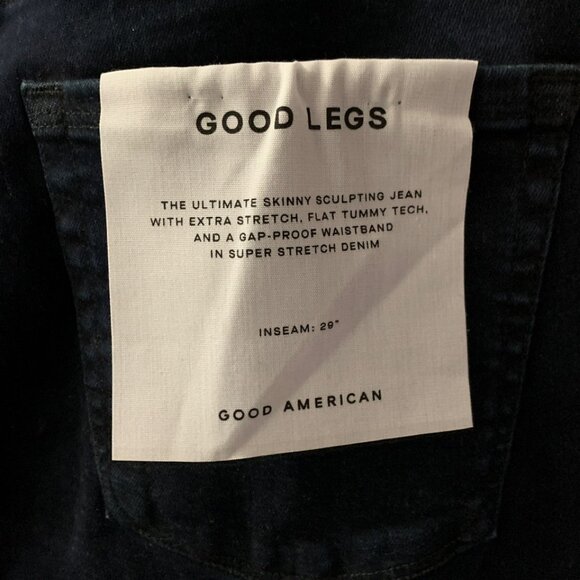 GOOD LEGS
THE ULTIMATE SKINNY SCULPTING JEAN
WITH EXTRA STRETCH, FLAT TUMMY TECH,
AND A GAP-PROOF WAISTBAND
IN SUPER STRETCH DENIM
INSEAM: 29"
GOOD AMERICAN